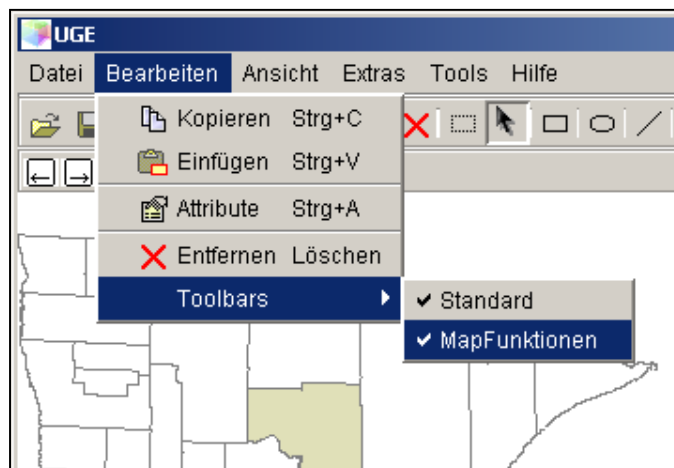 UGE
Datei Bearbeiten Ansicht Extras Tools Hilfe
Kopieren Strg+C
Einfügen Strg+V
Attribute Strg+A
Entfernen Löschen
Toolbars
Standard
MapFunktionen